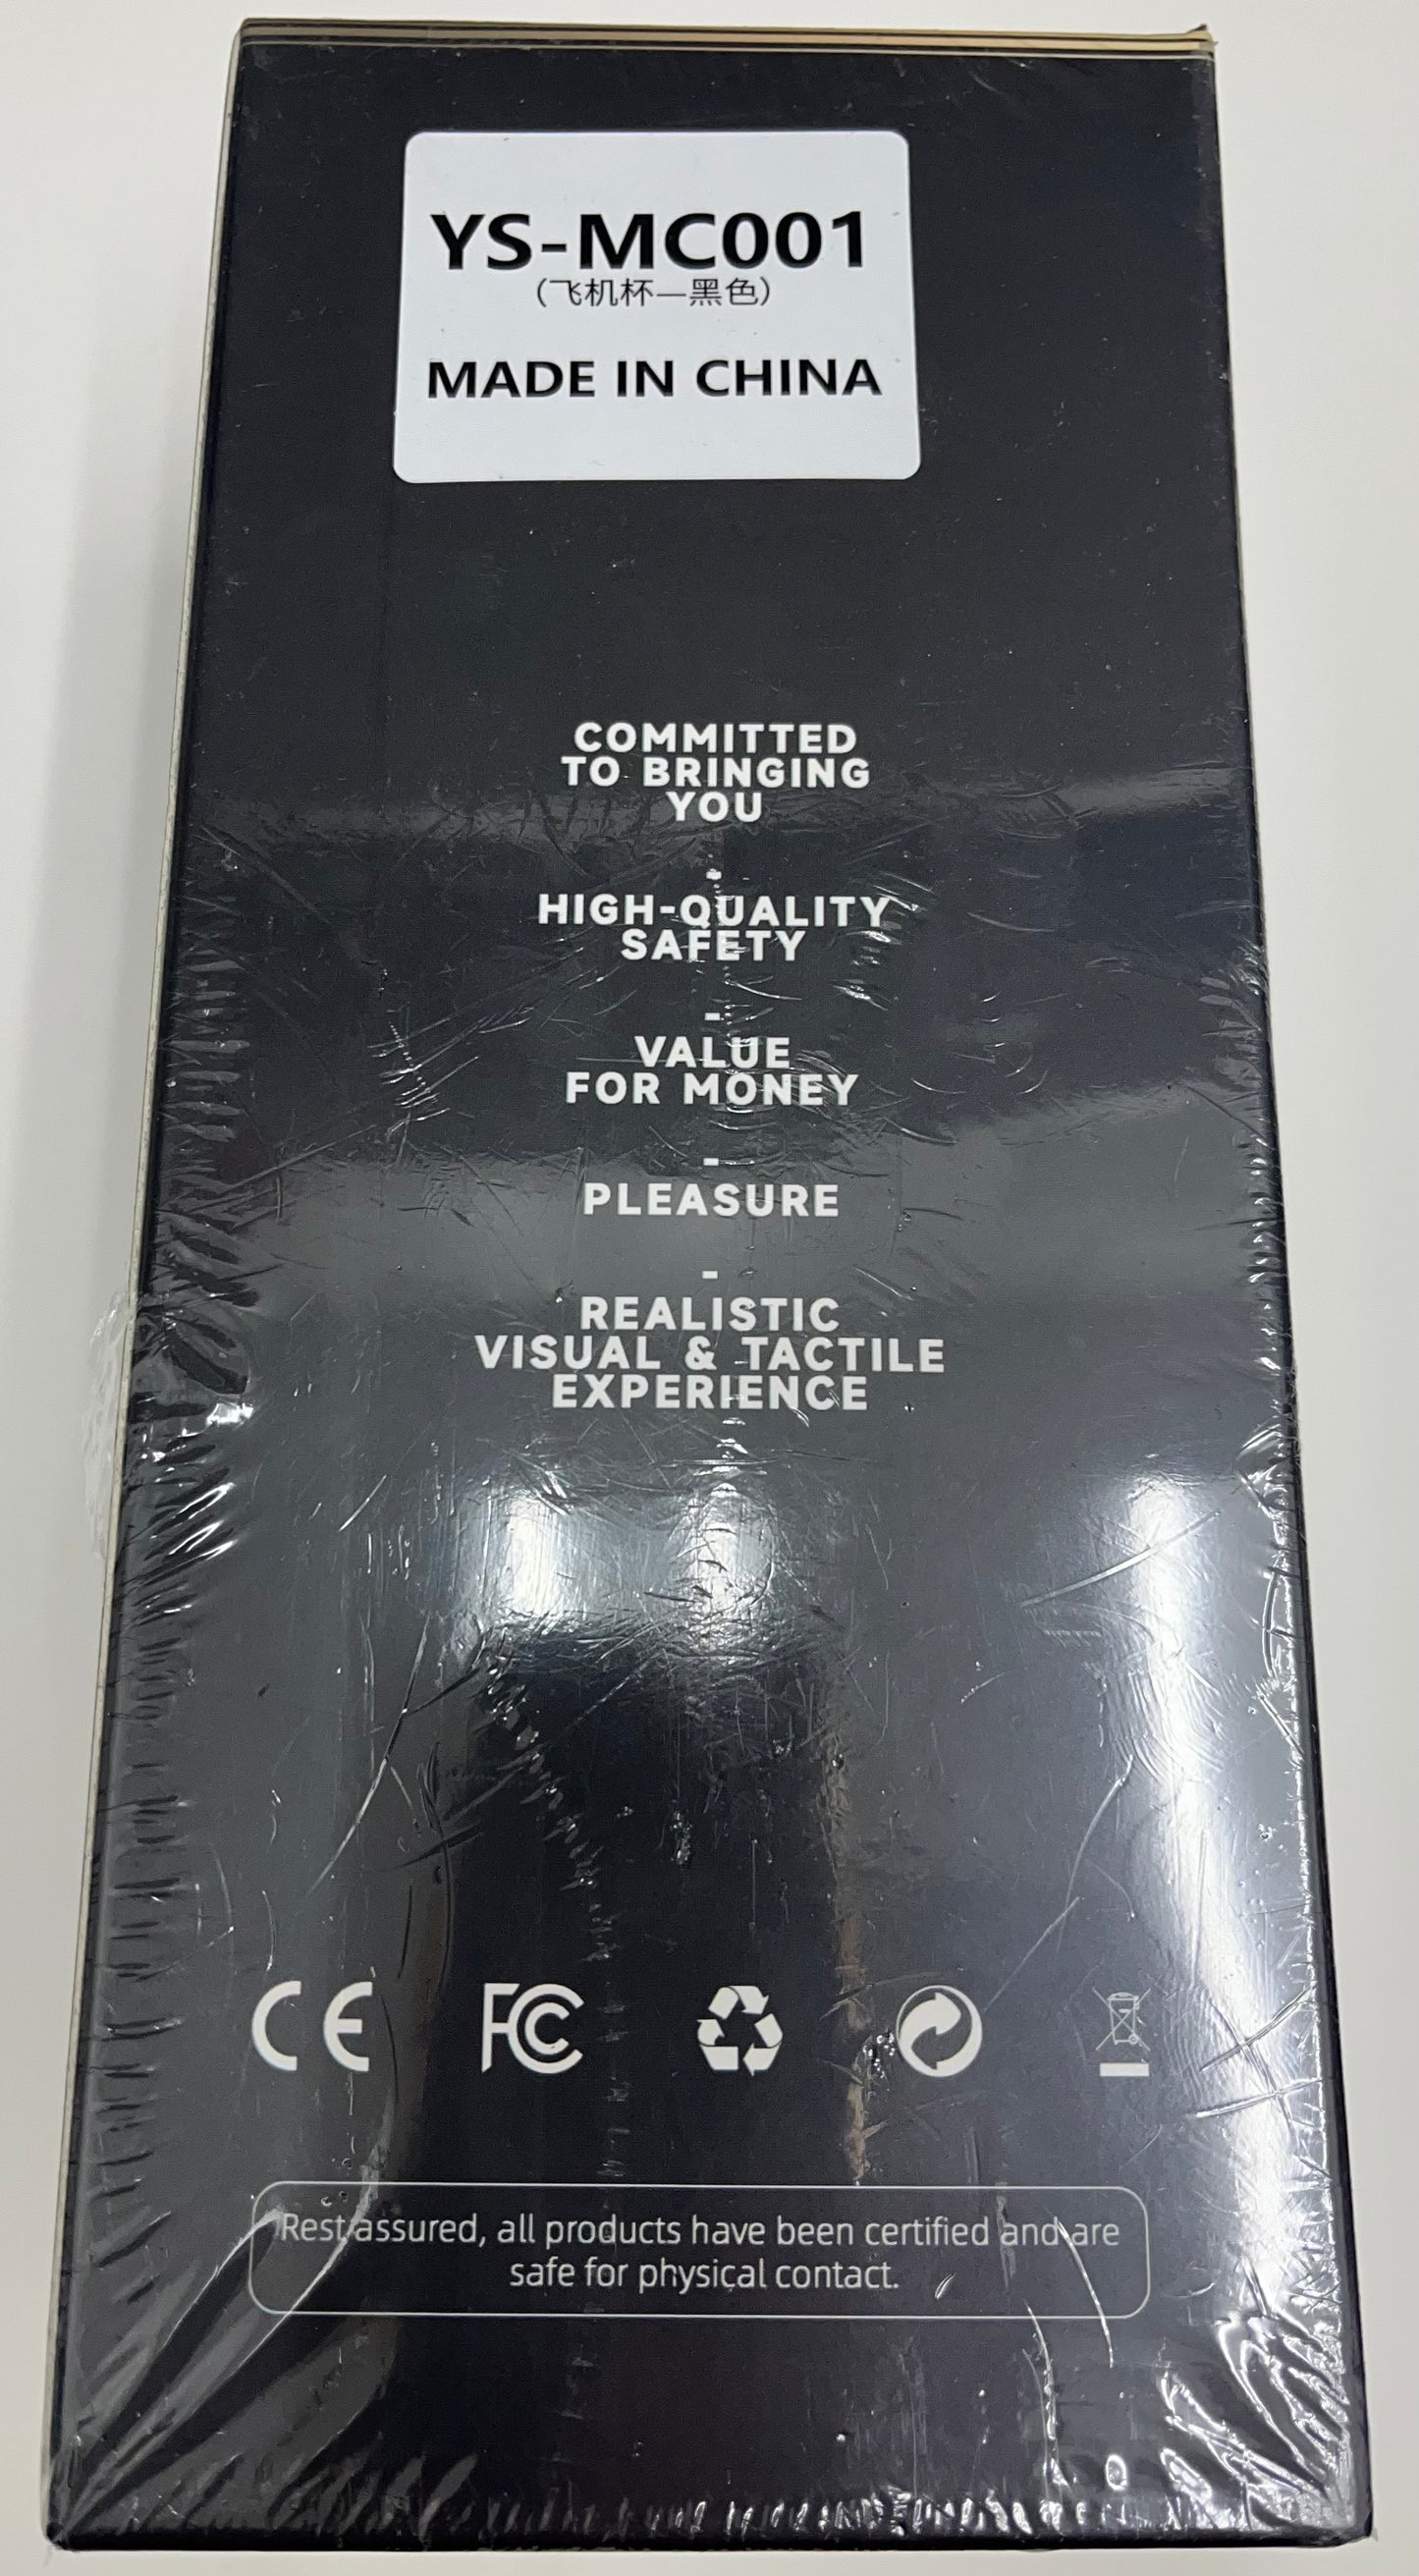 YS-MC001
(飞机杯—黑色)
MADE IN CHINA
COMMITTED
TO BRINGING
YOU
-
HIGH-QUALITY
SAFETY
-
VALUE
FOR MONEY
-
PLEASURE
-
REALISTIC
VISUAL & TACTILE
EXPERIENCE
CE FC
Rest assured, all products have been certified and are
safe for physical contact.